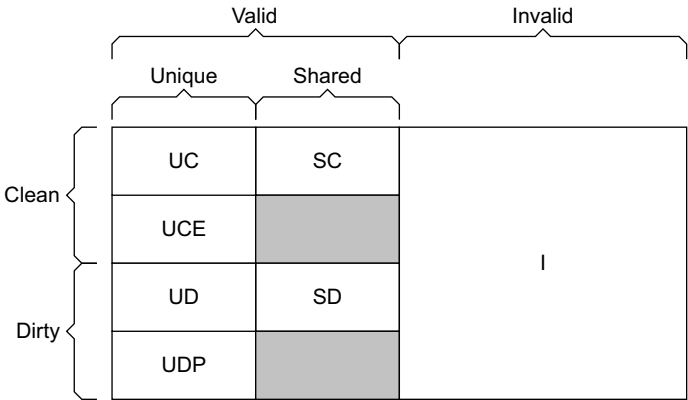 Valid
Invalid
Unique
Shared
Clean
UC
SC
UCE
I
Dirty
UD
SD
UDP